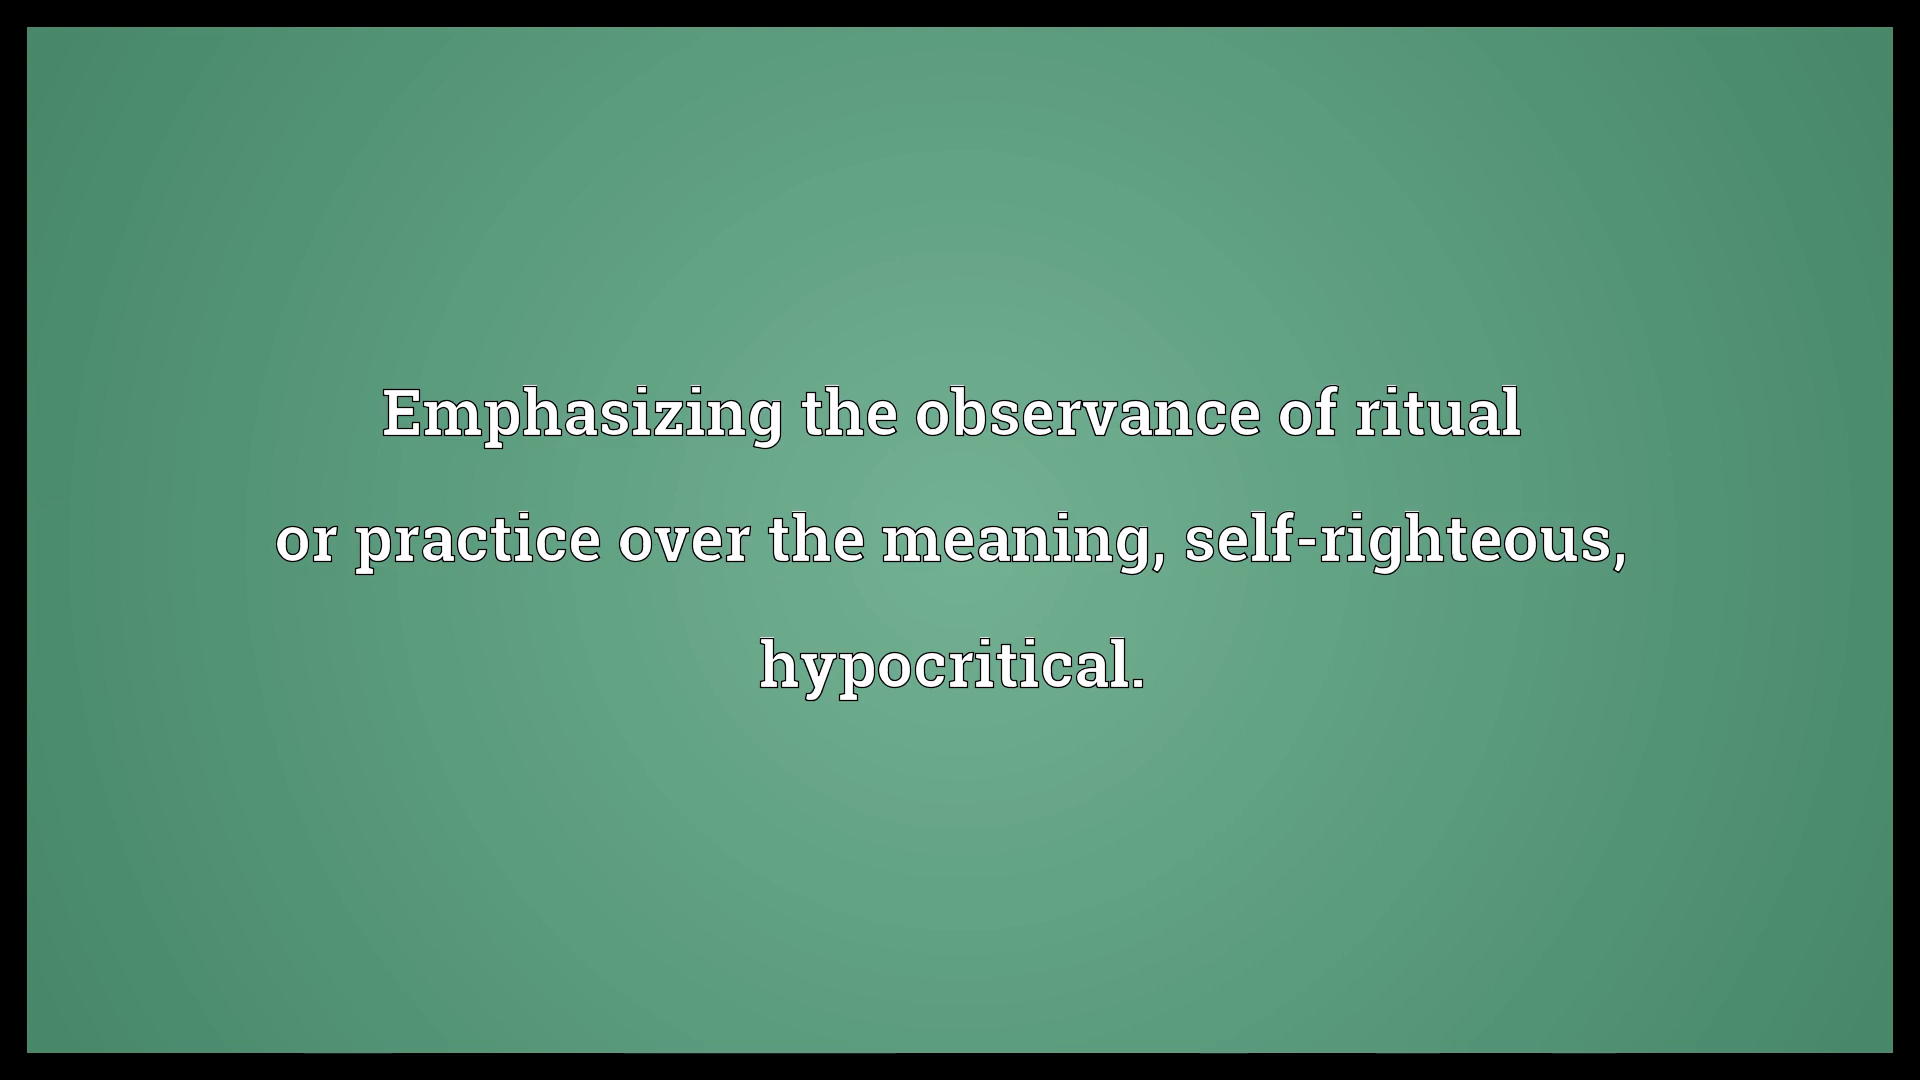 Emphasizing the observance of ritual
or practice over the meaning, self-righteous,
hypocritical.